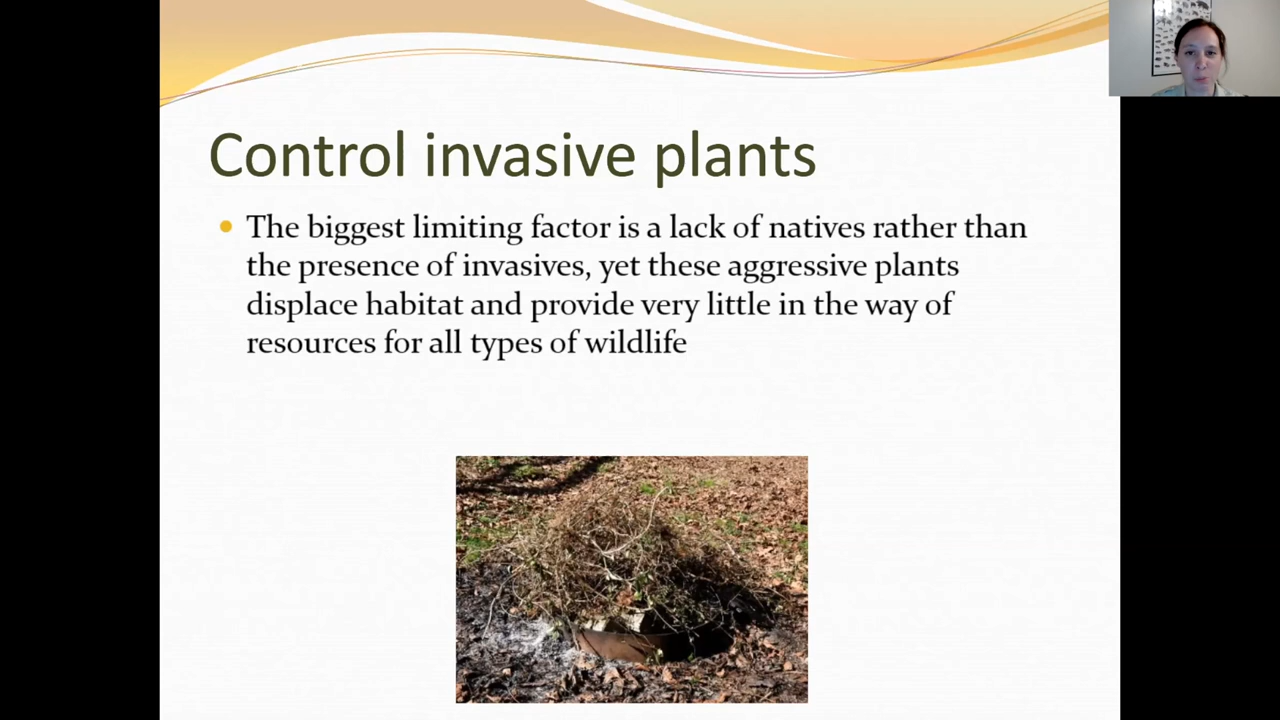 Control invasive plants
The biggest limiting factor is a lack of natives rather than
the presence of invasives, yet these aggressive plants
displace habitat and provide very little in the way of
resources for all types of wildlife